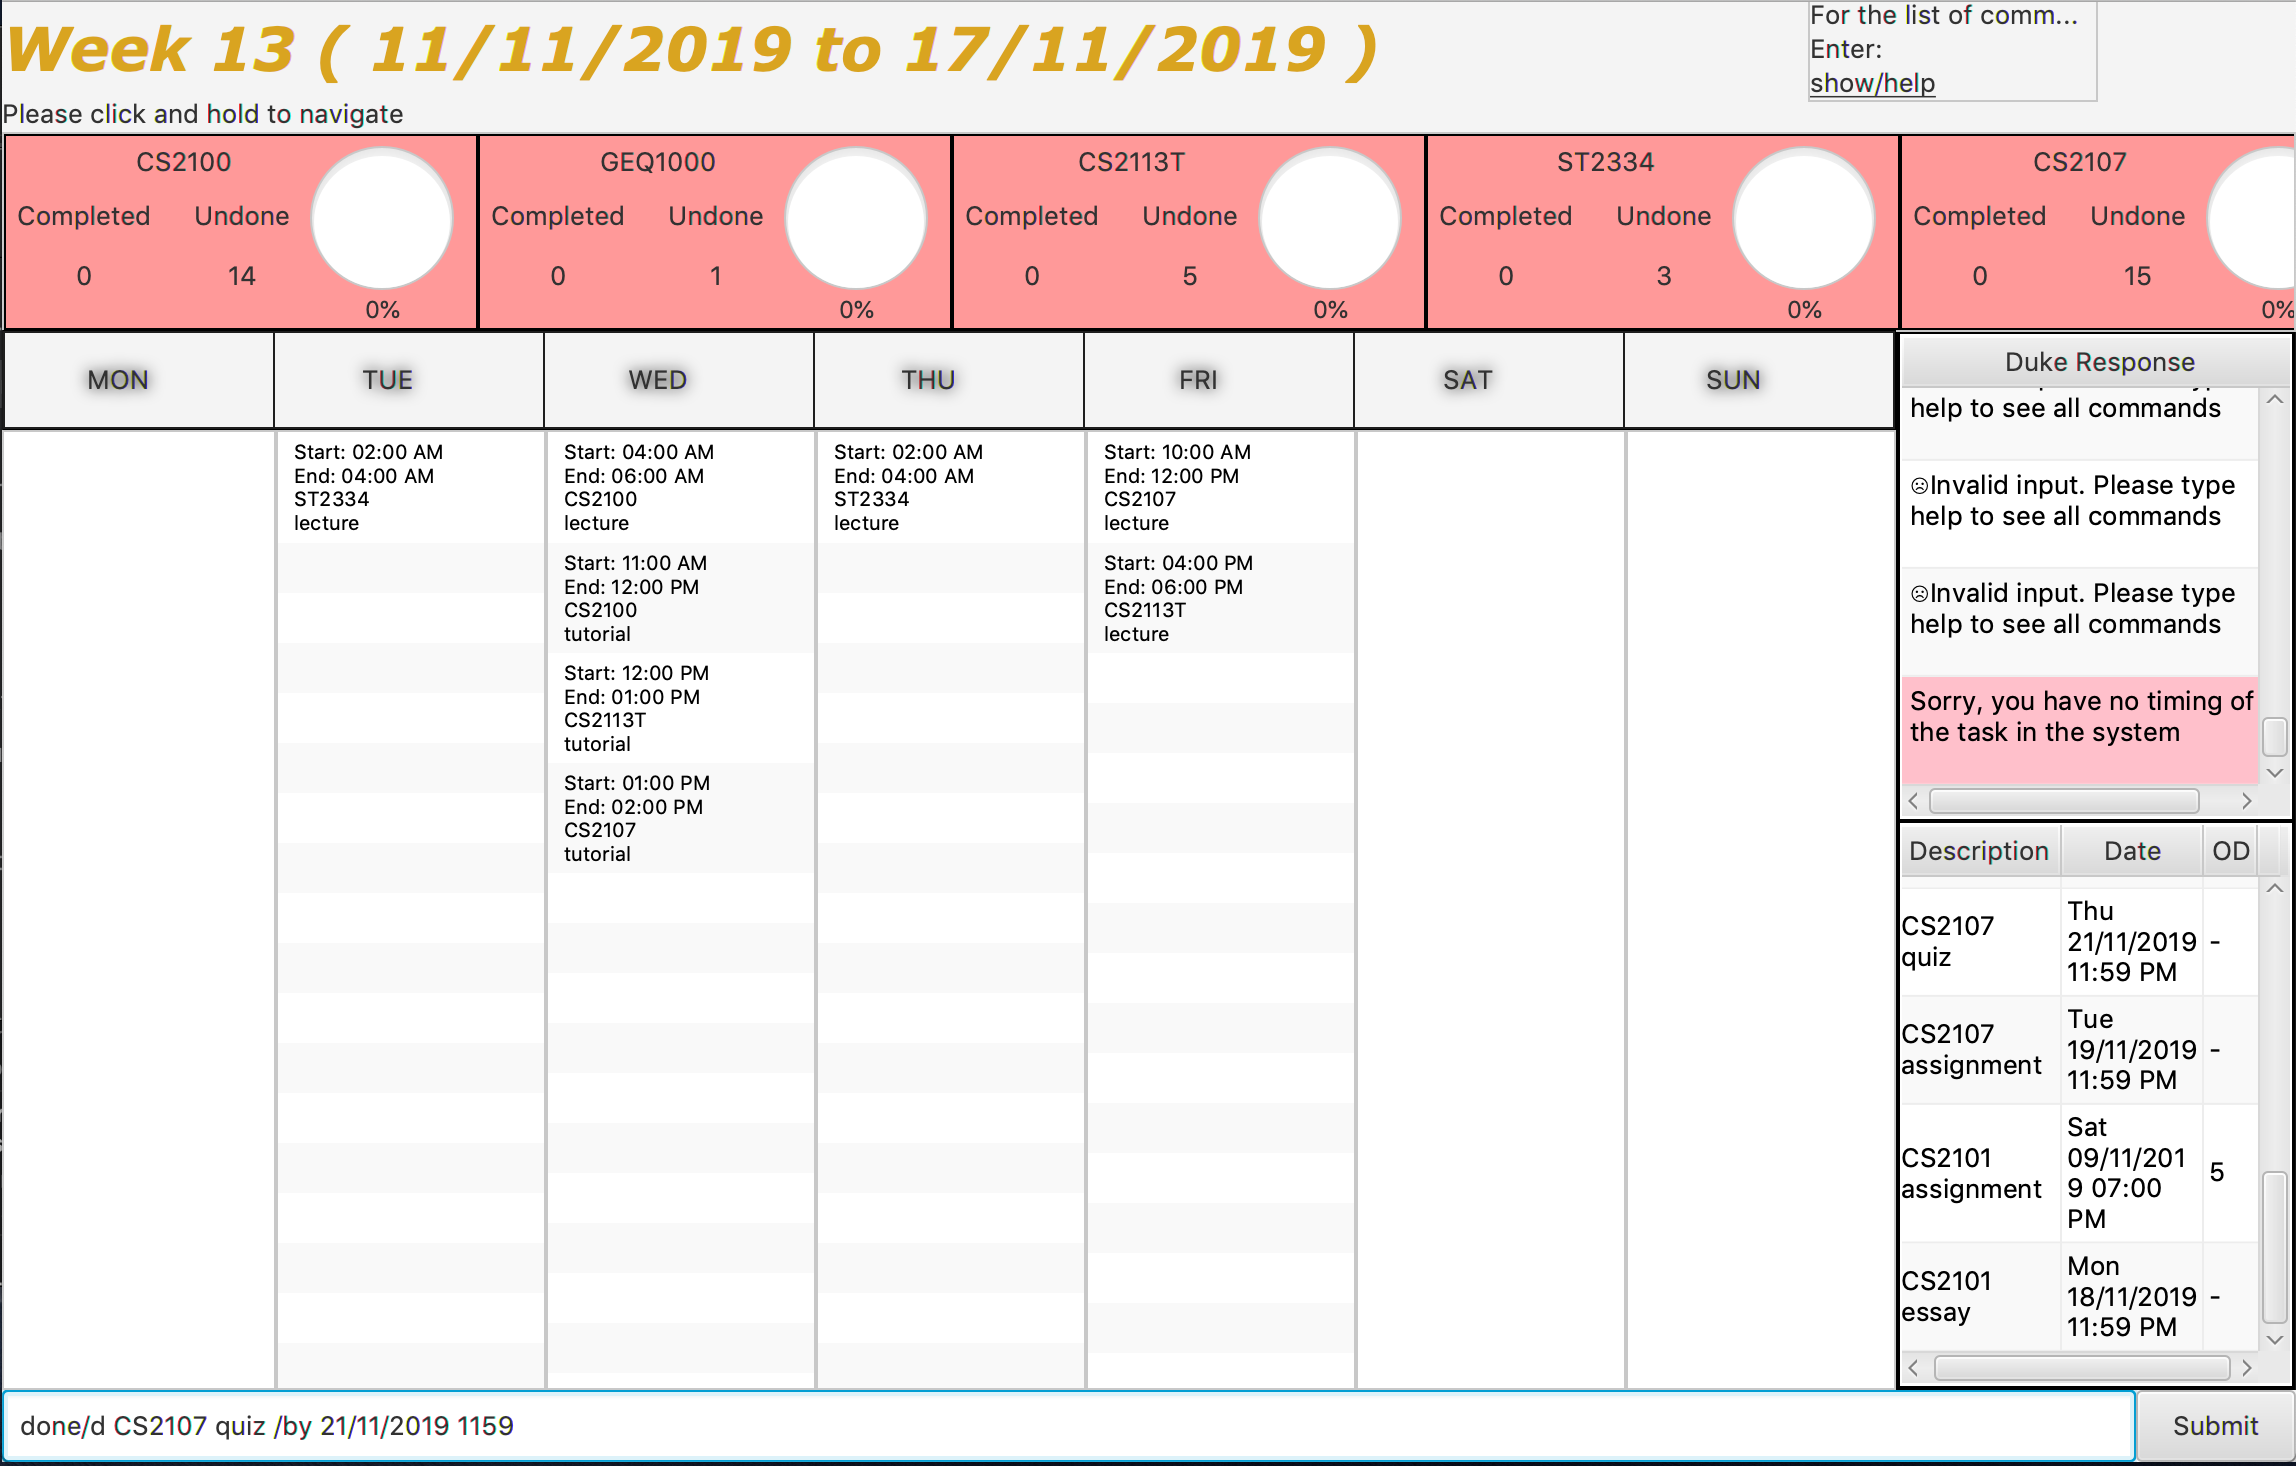 Week 13 ( 11/11/2019 to 17/11/2019 )
For the list of comm...
Enter:
show/help
Please click and hold to navigate
CS2100
Completed Undone
0 14
0%
GEQ1000
Completed Undone
0 1
0%
CS2113T
Completed Undone
0 5
0%
ST2334
Completed Undone
0 3
0%
CS2107
Completed Undone
0 15
0%
MON TUE WED THU FRI SAT SUN
Start: 02:00 AM
End: 04:00 AM
ST2334
lecture
Start: 04:00 AM
End: 06:00 AM
CS2100
lecture
Start: 11:00 AM
End: 12:00 PM
CS2100
tutorial
Start: 12:00 PM
End: 01:00 PM
CS2113T
tutorial
Start: 01:00 PM
End: 02:00 PM
CS2107
tutorial
Start: 02:00 AM
End: 04:00 AM
ST2334
lecture
Start: 10:00 AM
End: 12:00 PM
CS2107
lecture
Start: 04:00 PM
End: 06:00 PM
CS2113T
lecture
Duke Response
help to see all commands
☹Invalid input. Please type
help to see all commands
☹Invalid input. Please type
help to see all commands
Sorry, you have no timing of
the task in the system
Description Date OD
CS2107
quiz
Thu
21/11/2019
11:59 PM
-
CS2107
assignment
Tue
19/11/2019
11:59 PM
-
CS2101
assignment
Sat
09/11/201
9 07:00
PM
5
CS2101
essay
Mon
18/11/2019
11:59 PM
-
done/d CS2107 quiz /by 21/11/2019 1159
Submit